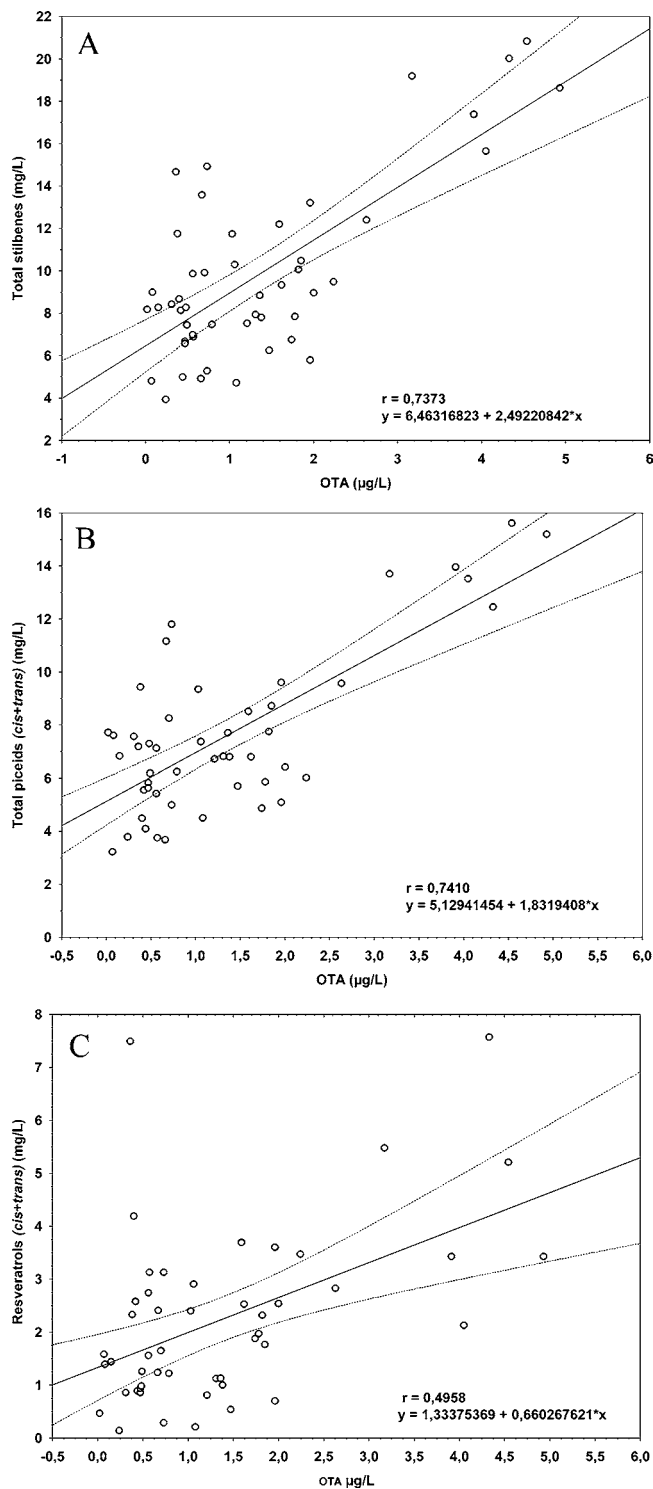 A
Total stilbenes (mg/L)
22
20
18
16
14
12
10
8
6
4
2
r = 0,7373
y = 6,46316823 + 2,49220842*x
-1 0 1 2 3 4 5 6
OTA (µg/L)
B
Total piceids (cis+trans) (mg/L)
16
14
12
10
8
6
4
2
0
r = 0,7410
y = 5,12941454 + 1,8319408*x
-0,5 0,0 0,5 1,0 1,5 2,0 2,5 3,0 3,5 4,0 4,5 5,0 5,5 6,0
OTA (µg/L)
C
Resveratrols (cis+trans) (mg/L)
8
7
6
5
4
3
2
1
0
r = 0,4958
y = 1,33375369 + 0,660267621*x
-0,5 0,0 0,5 1,0 1,5 2,0 2,5 3,0 3,5 4,0 4,5 5,0 5,5 6,0
OTA µg/L